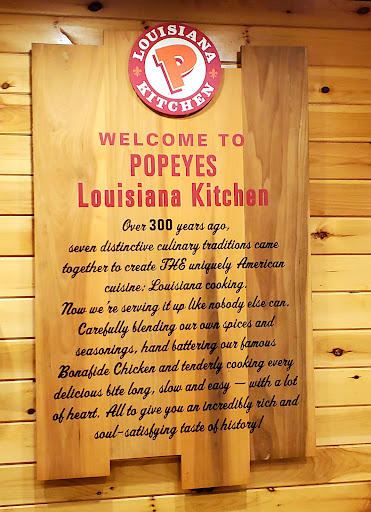 LOUISIANA
P
KITCHEN
WELCOME TO
POPEYES
Louisiana Kitchen
Over 300 years ago,
seven distinctive culinary traditions came
together to create THE uniquely American
cuisine: Louisiana cooking.
Now we're serving it up like nobody else can.
Carefully blending our own spices and
seasonings, hand battering our famous
Bonafide Chicken and tenderly cooking every
delicious bite long, slow and easy — with a lot
of heart. All to give you an incredibly rich and
soul-satisfying taste of history!